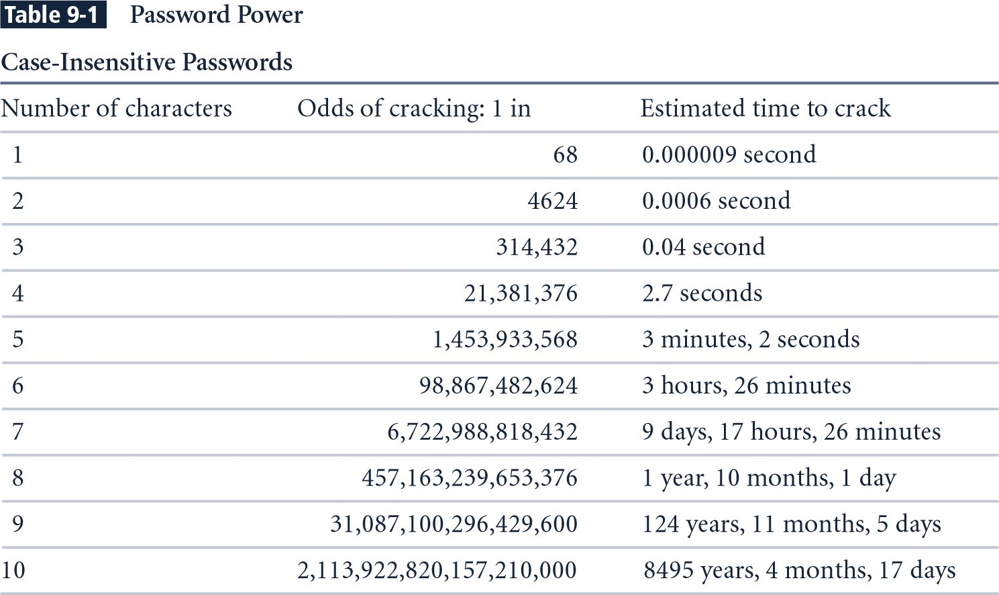 Table 9-1 Password Power
Case-Insensitive Passwords
Number of characters Odds of cracking: 1 in Estimated time to crack
1 68 0.000009 second
2 4624 0.0006 second
3 314,432 0.04 second
4 21,381,376 2.7 seconds
5 1,453,933,568 3 minutes, 2 seconds
6 98,867,482,624 3 hours, 26 minutes
7 6,722,988,818,432 9 days, 17 hours, 26 minutes
8 457,163,239,653,376 1 year, 10 months, 1 day
9 31,087,100,296,429,600 124 years, 11 months, 5 days
10 2,113,922,820,157,210,000 8495 years, 4 months, 17 days